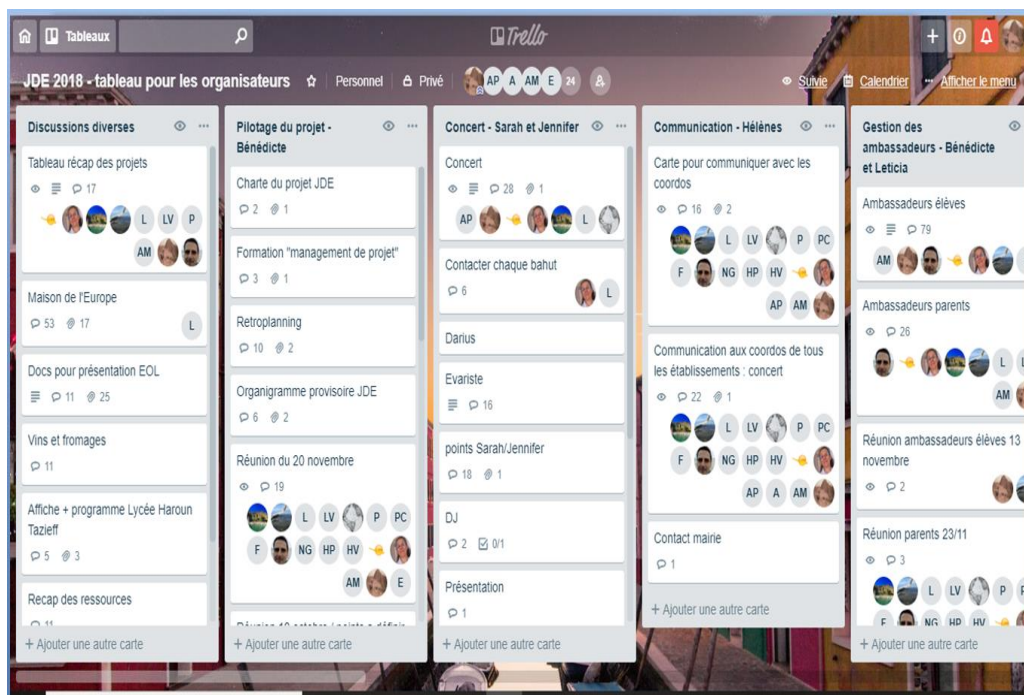 Tableaux
Trello
JDE 2018 - tableau pour les organisateurs
Personnel
Privé
AP A AM E 24
Suivie
Calendrier
Afficher le menu
Discussions diverses
Tableau récap des projets
17
L LV P
AM
Maison de l'Europe
53 17
L
Docs pour présentation EOL
11 25
Vins et fromages
11
Affiche + programme Lycée Haroun
Tazieff
5 3
Recap des ressources
11
+ Ajouter une autre carte
Pilotage du projet -
Bénédicte
Charte du projet JDE
2 1
Formation "management de projet"
3 1
Retroplanning
10 2
Organigramme provisoire JDE
6 2
Réunion du 20 novembre
19
L LV P PC
F NG HP HV
AM E
+ Ajouter une autre carte
Concert - Sarah et Jennifer
Concert
28 1
AP L
Contacter chaque bahut
6
L
Darius
Evariste
16
points Sarah/Jennifer
18 1
DJ
2 0/1
Présentation
1
+ Ajouter une autre carte
Communication - Hélènes
Carte pour communiquer avec les
coordos
16 2
L LV P PC
F NG HP HV
AP AM
Communication aux coordos de tous
les établissements : concert
22 1
L LV P PC
F NG HP HV
AP A AM
Contact mairie
1
+ Ajouter une autre carte
Gestion des
ambassadeurs - Bénédicte
et Leticia
Ambassadeurs élèves
79
AM
Ambassadeurs parents
26
L
AM
Réunion ambassadeurs élèves 13
novembre
2
Réunion parents 23/11
3
L LV P
F NG HP HV
+ Ajouter une autre carte